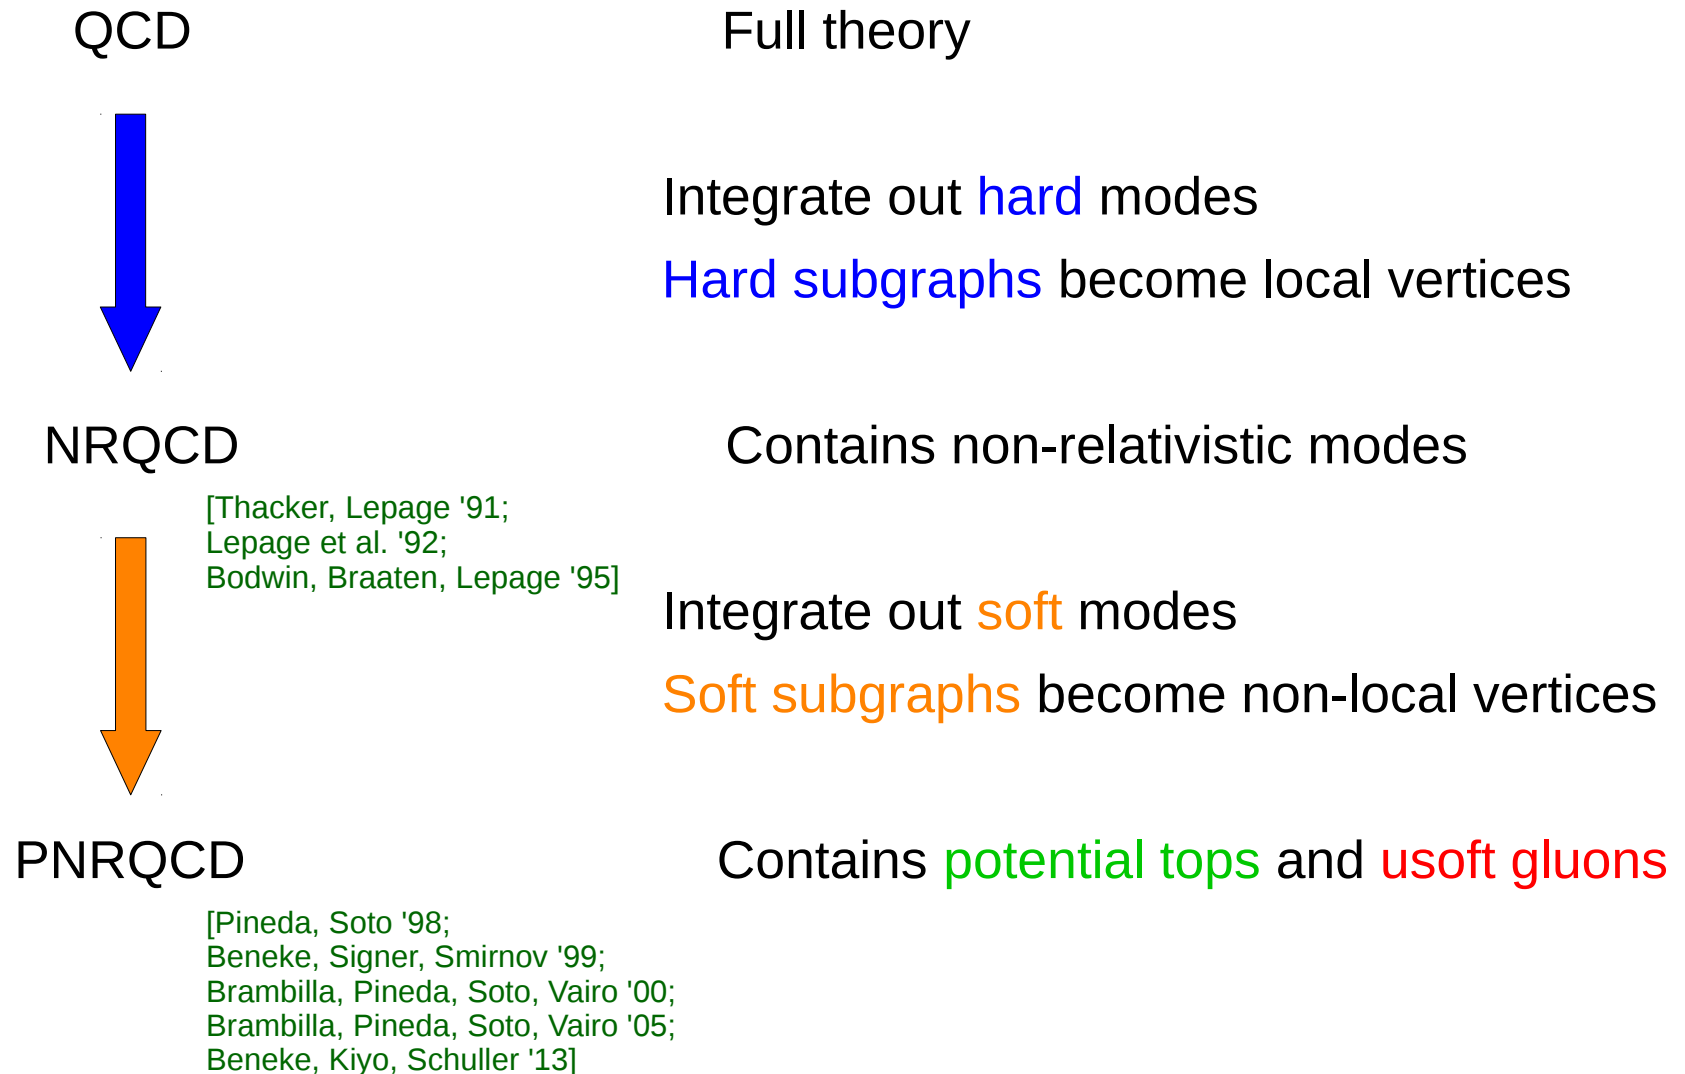 QCD
Full theory
Integrate out hard modes
Hard subgraphs become local vertices
NRQCD
Contains non-relativistic modes
[Thacker, Lepage '91;
Lepage et al. '92;
Bodwin, Braaten, Lepage '95]
Integrate out soft modes
Soft subgraphs become non-local vertices
PNRQCD
Contains potential tops and usoft gluons
[Pineda, Soto '98;
Beneke, Signer, Smirnov '99;
Brambilla, Pineda, Soto, Vairo '00;
Brambilla, Pineda, Soto, Vairo '05;
Beneke, Kiyo, Schuller '13]